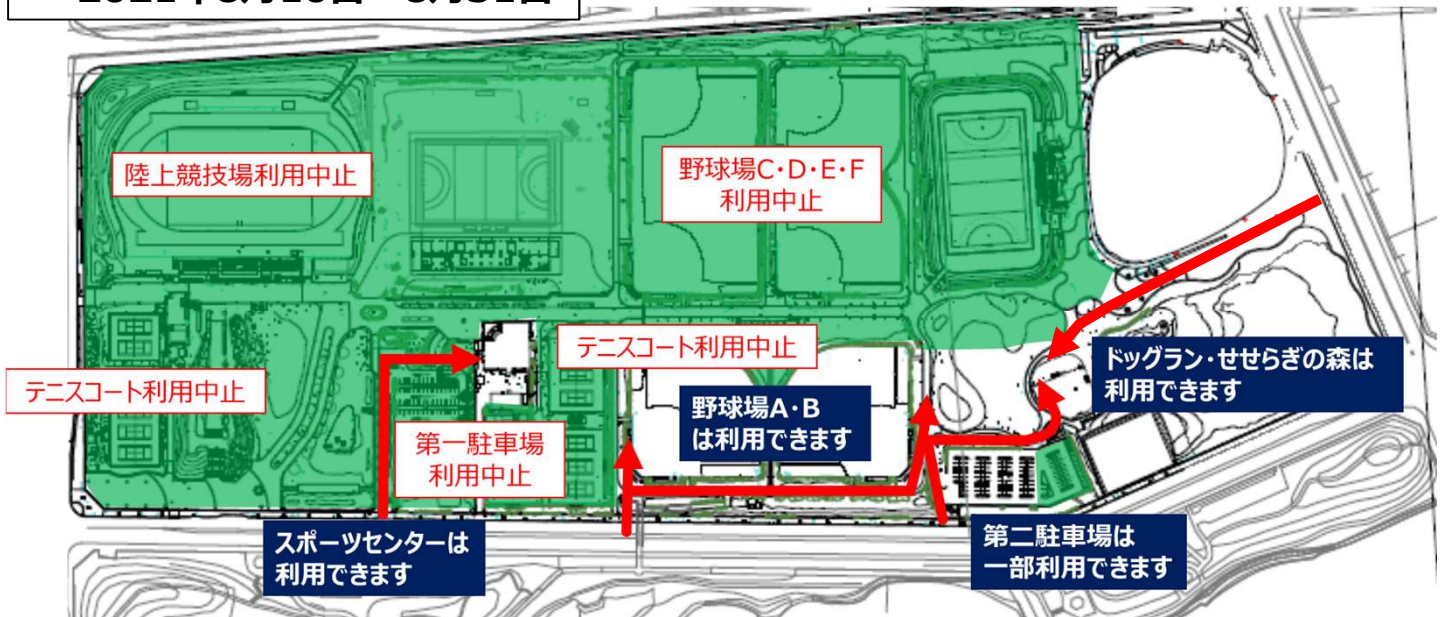 陸上競技場利用中止
野球場C・D・E・F
利用中止
テニスコート利用中止
ドッグラン・せせらぎの森は
利用できます
テニスコート利用中止
野球場A・B
は利用できます
第一駐車場
利用中止
スポーツセンターは
利用できます
第二駐車場は
一部利用できます